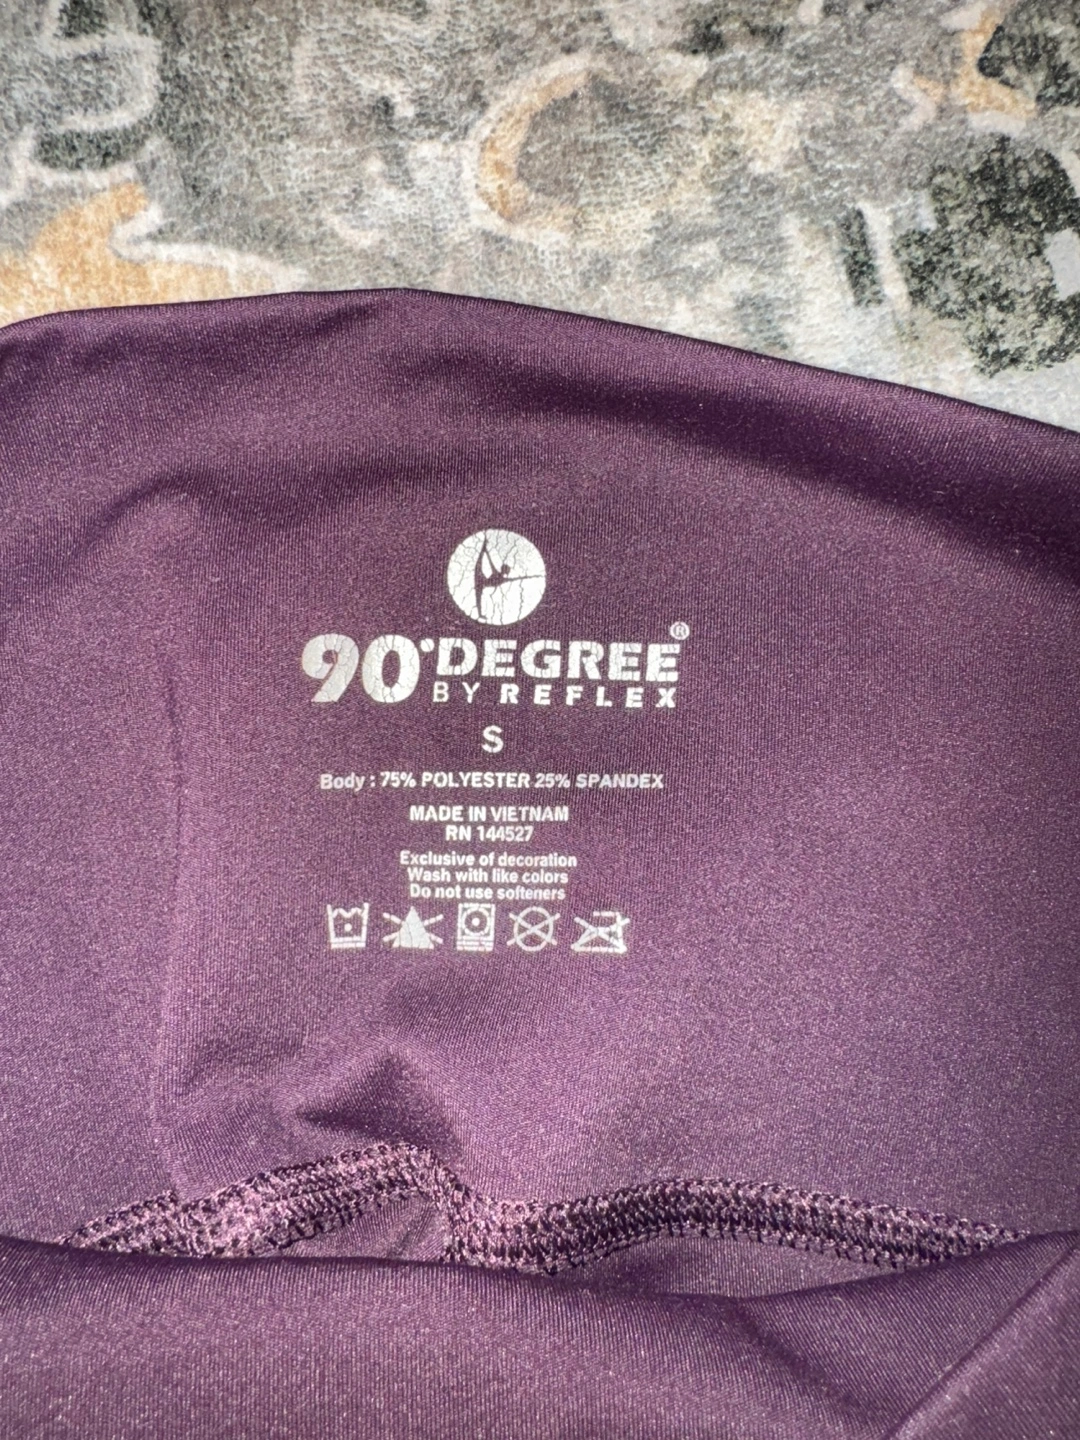 90°DEGREE®
BY REFLEX
S
Body : 75% POLYESTER 25% SPANDEX
MADE IN VIETNAM
RN 144527
Exclusive of decoration
Wash with like colors
Do not use softeners